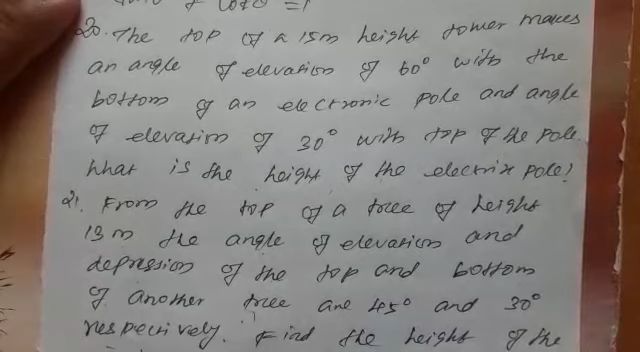 = 1
20. The top of a 15m height tower makes
an angle of elevation of 60° with the
bottom of an electronic pole and angle
of elevation of 30° with top of the pole.
What is the height of the electric pole?
21. From the top of a tree of height
13m the angle of elevation and
depression of the top and bottom
of another tree are 45° and 30°
respectively. Find the height of the